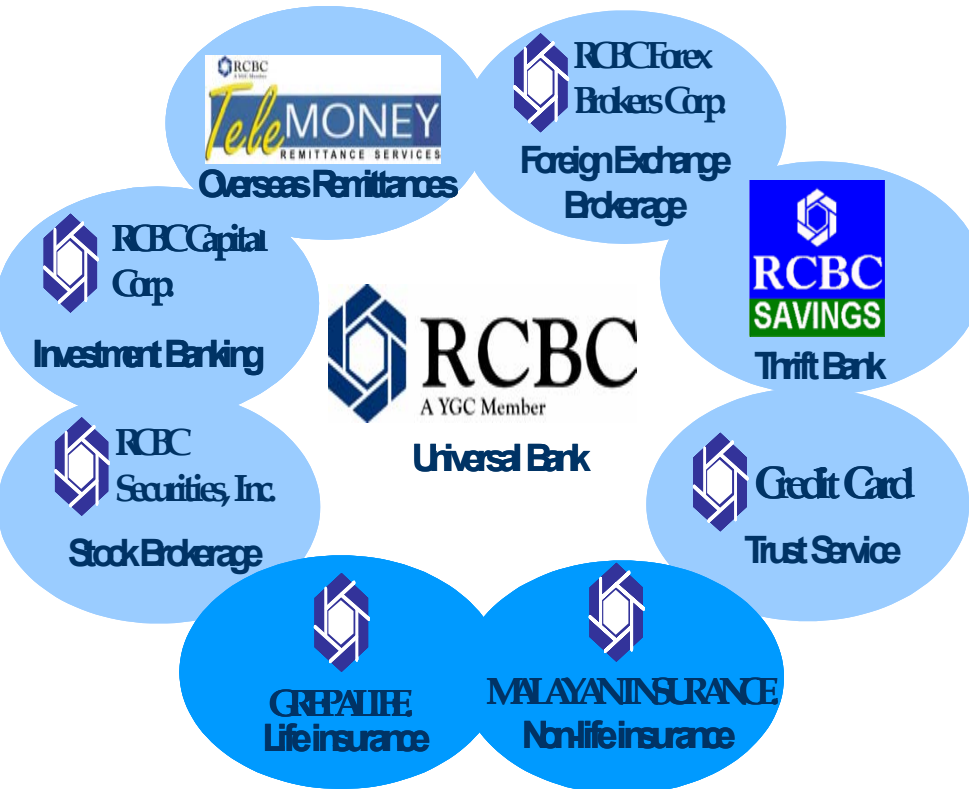 RCBC
A YGC Member
TeleMONEY
REMITTANCE SERVICES
Overseas Remittances
RCBC Forex
Brokers Corp.
Foreign Exchange
Brokerage
RCBC
SAVINGS
Thrift Bank
RCBC Capital
Corp.
Investment Banking
RCBC
A YGC Member
Universal Bank
RCBC
Securities, Inc.
Stock Brokerage
Credit Card
Trust Service
GREPALIFE.
Life insurance
MALAYAN INSURANCE.
Non-life insurance